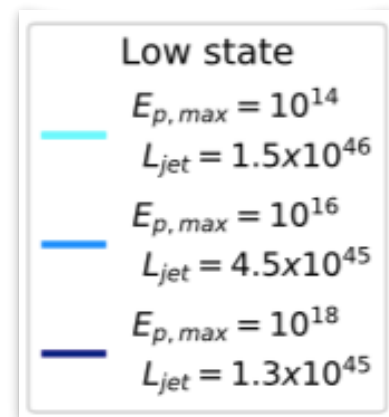 Low state
E_{p, max} = 10^{14}
L_{jet} = 1.5x10^{46}
E_{p, max} = 10^{16}
L_{jet} = 4.5x10^{45}
E_{p, max} = 10^{18}
L_{jet} = 1.3x10^{45}